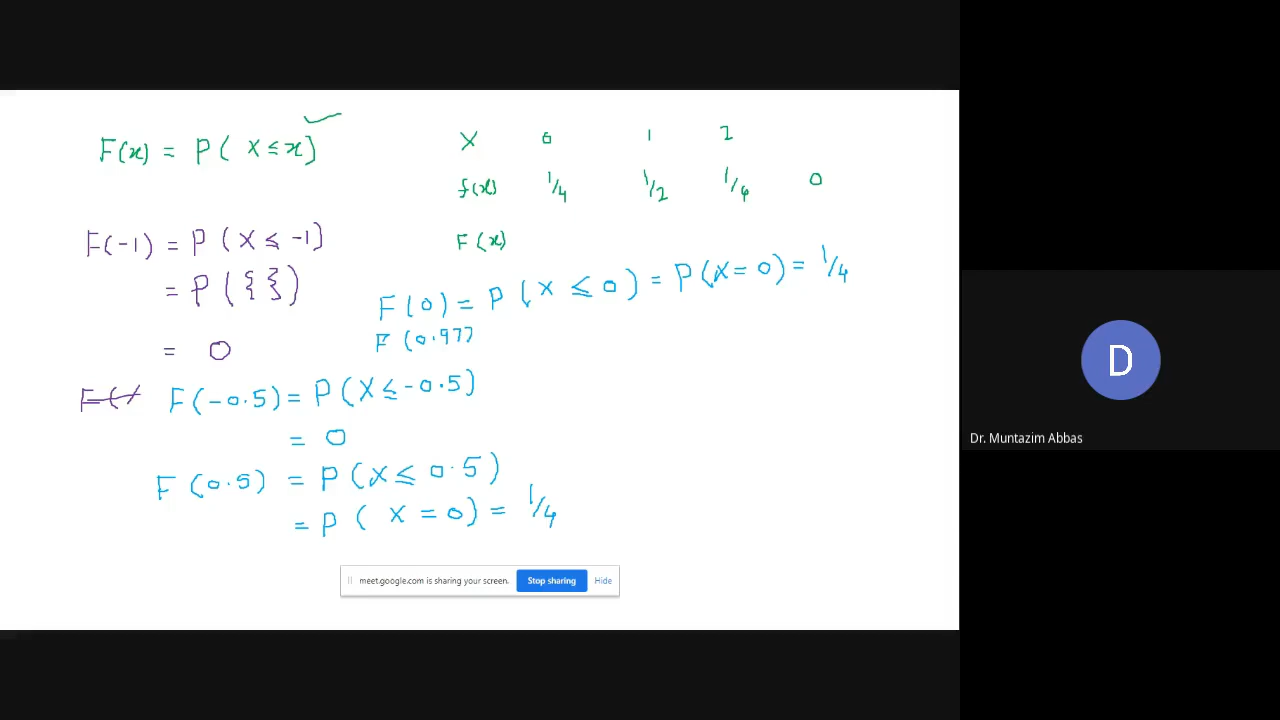 F(x) = P( X ≤ x)
X 0 1 2
f(x) 1/4 1/2 1/4 0
F(x)
F(-1) = P( X ≤ -1)
= P( { } )
= 0
F(0) = P( X ≤ 0) = P(X = 0) = 1/4
F (0.977
F(
F(-0.5) = P(X ≤ -0.5)
= 0
F(0.5) = P(X ≤ 0.5)
= P( X = 0) = 1/4
meet.google.com is sharing your screen. Stop sharing Hide
D
Dr. Muntazim Abbas